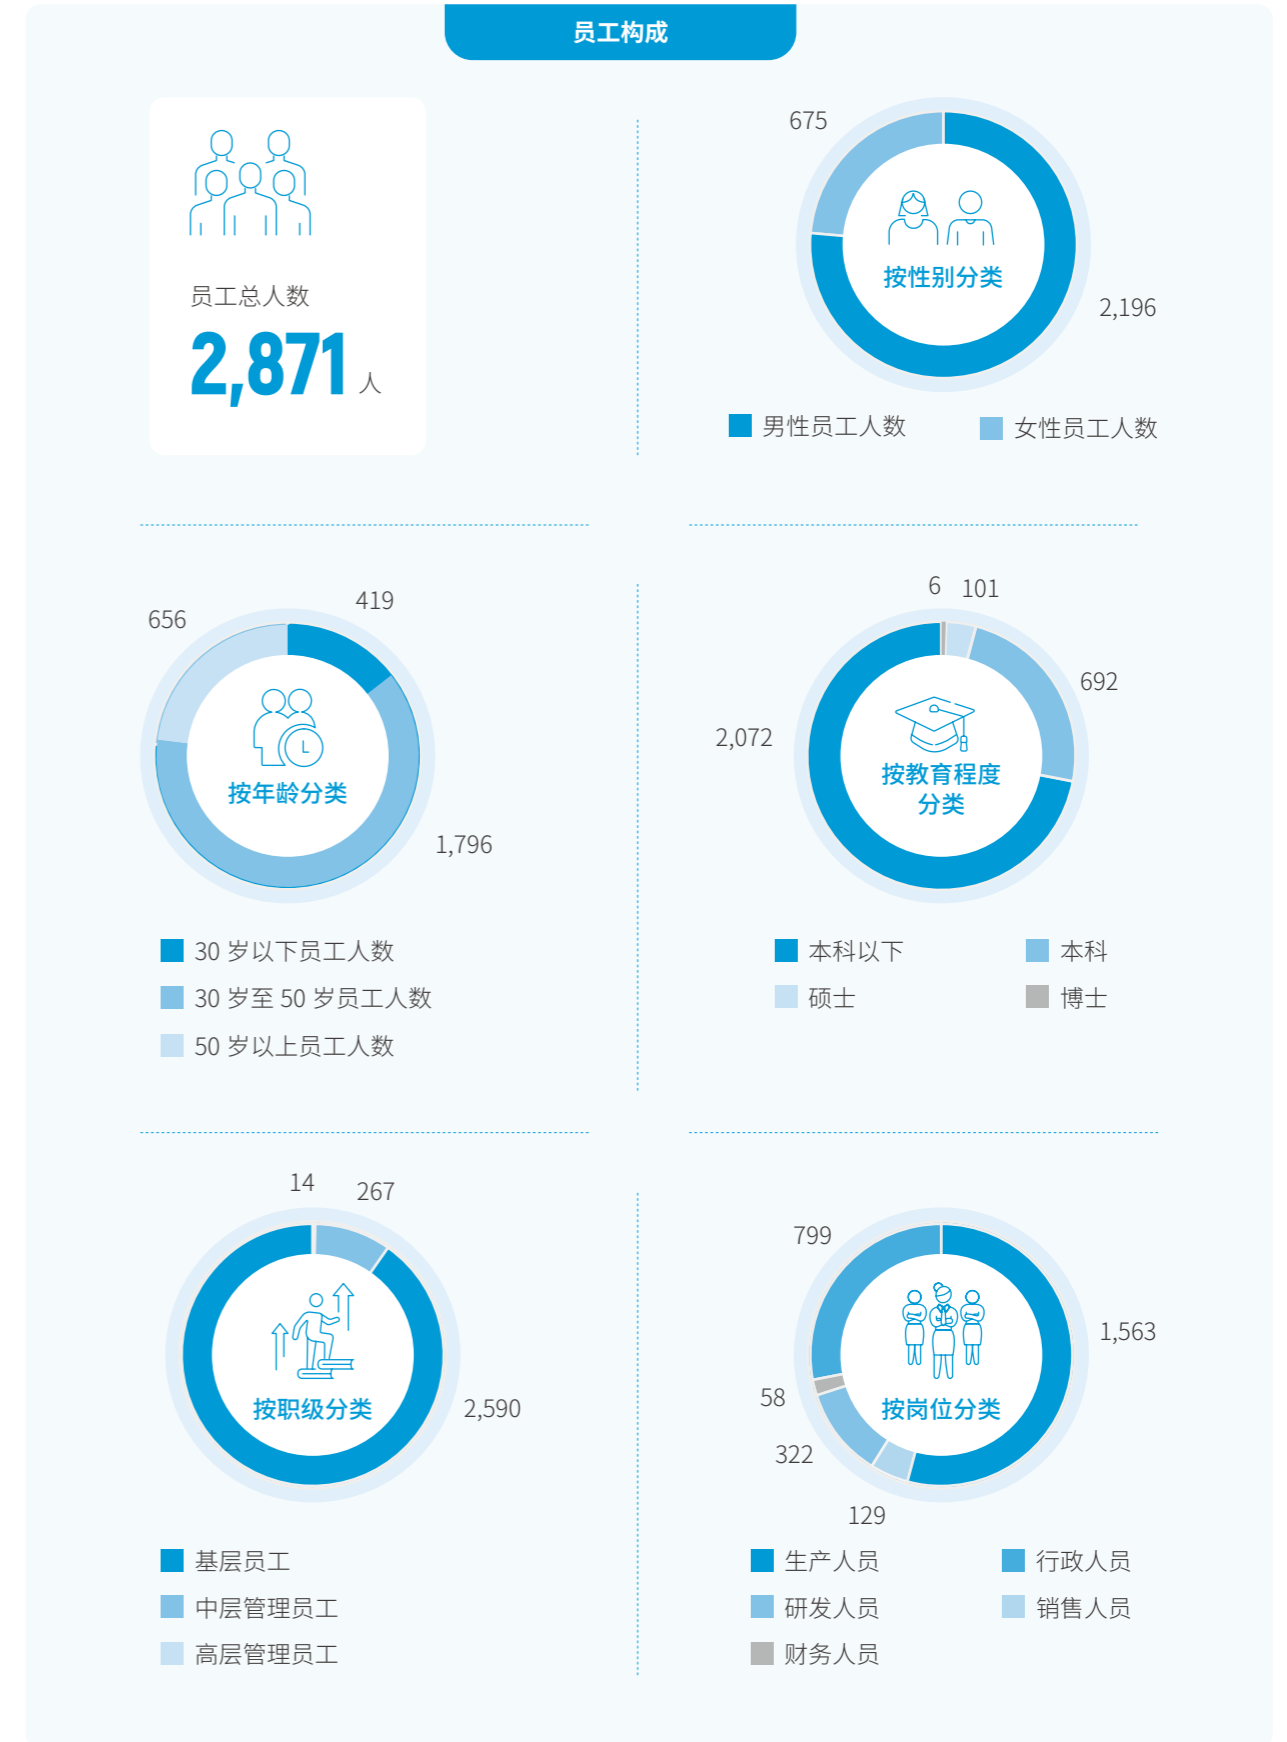 员工构成
员工总人数
2,871 人
675
按性别分类
2,196
男性员工人数
女性员工人数
656
419
按年龄分类
1,796
30 岁以下员工人数
30 岁至 50 岁员工人数
50 岁以上员工人数
6
101
692
2,072
按教育程度
分类
本科以下
本科
硕士
博士
14
267
按职级分类
2,590
基层员工
中层管理员工
高层管理员工
799
1,563
按岗位分类
58
322
129
生产人员
行政人员
研发人员
销售人员
财务人员